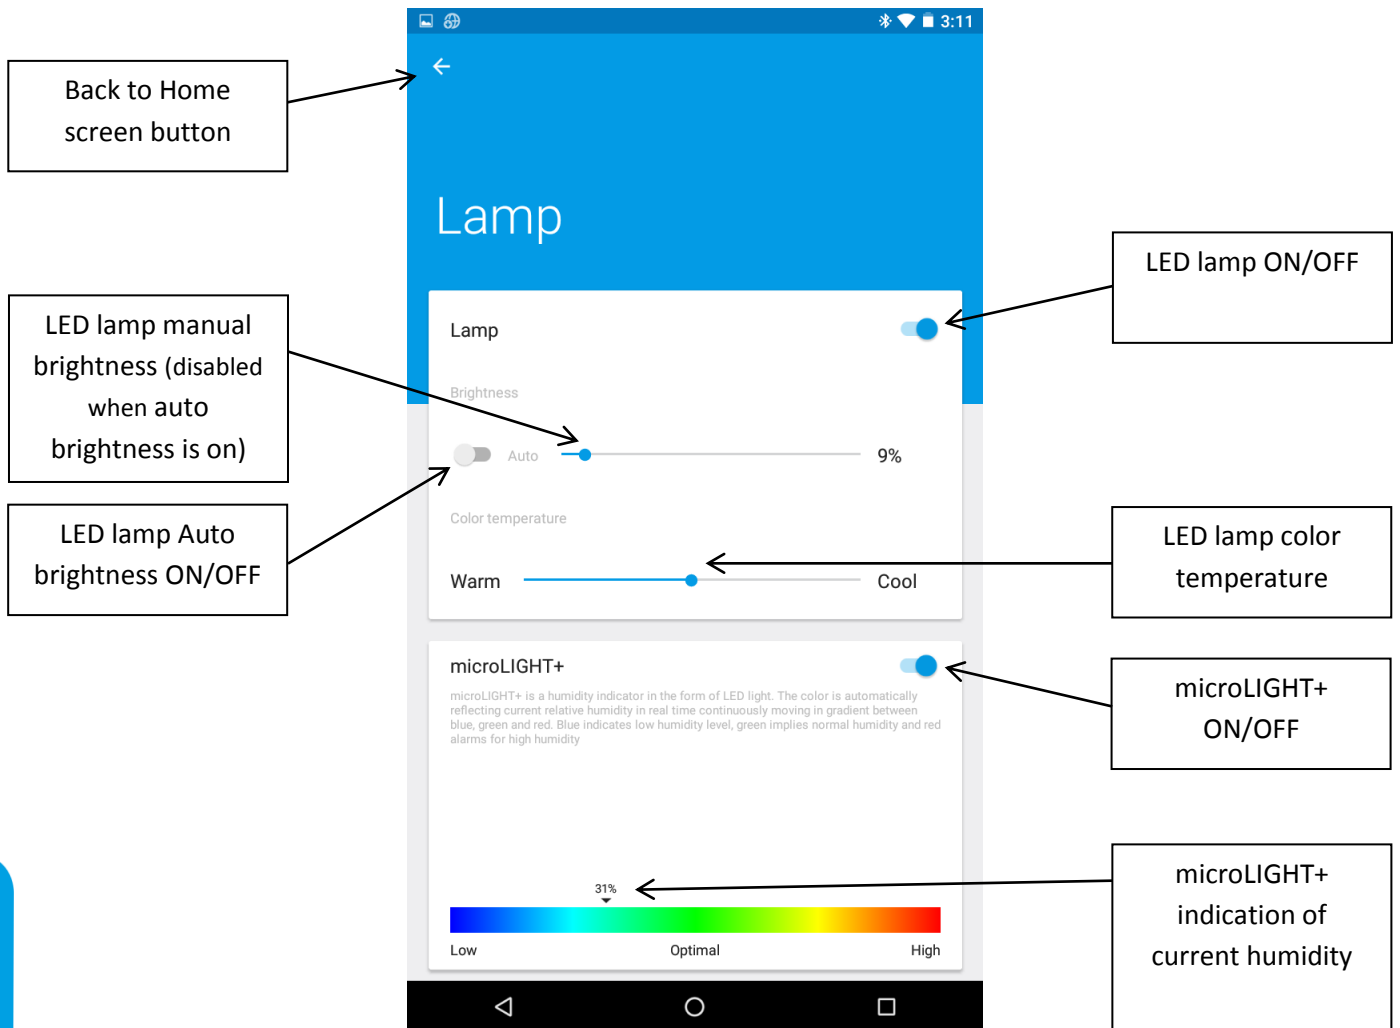 3:11
Back to Home
screen button
Lamp
LED lamp ON/OFF
LED lamp manual
brightness (disabled
when auto
brightness is on)
Lamp
Brightness
Auto
9%
LED lamp Auto
brightness ON/OFF
Color temperature
Warm
Cool
LED lamp color
temperature
microLIGHT+
microLIGHT+ is a humidity indicator in the form of LED light. The color is automatically
reflecting current relative humidity in real time continuously moving in gradient between
blue, green and red. Blue indicates low humidity level, green implies normal humidity and red
alarms for high humidity
microLIGHT+
ON/OFF
31%
Low
Optimal
High
microLIGHT+
indication of
current humidity